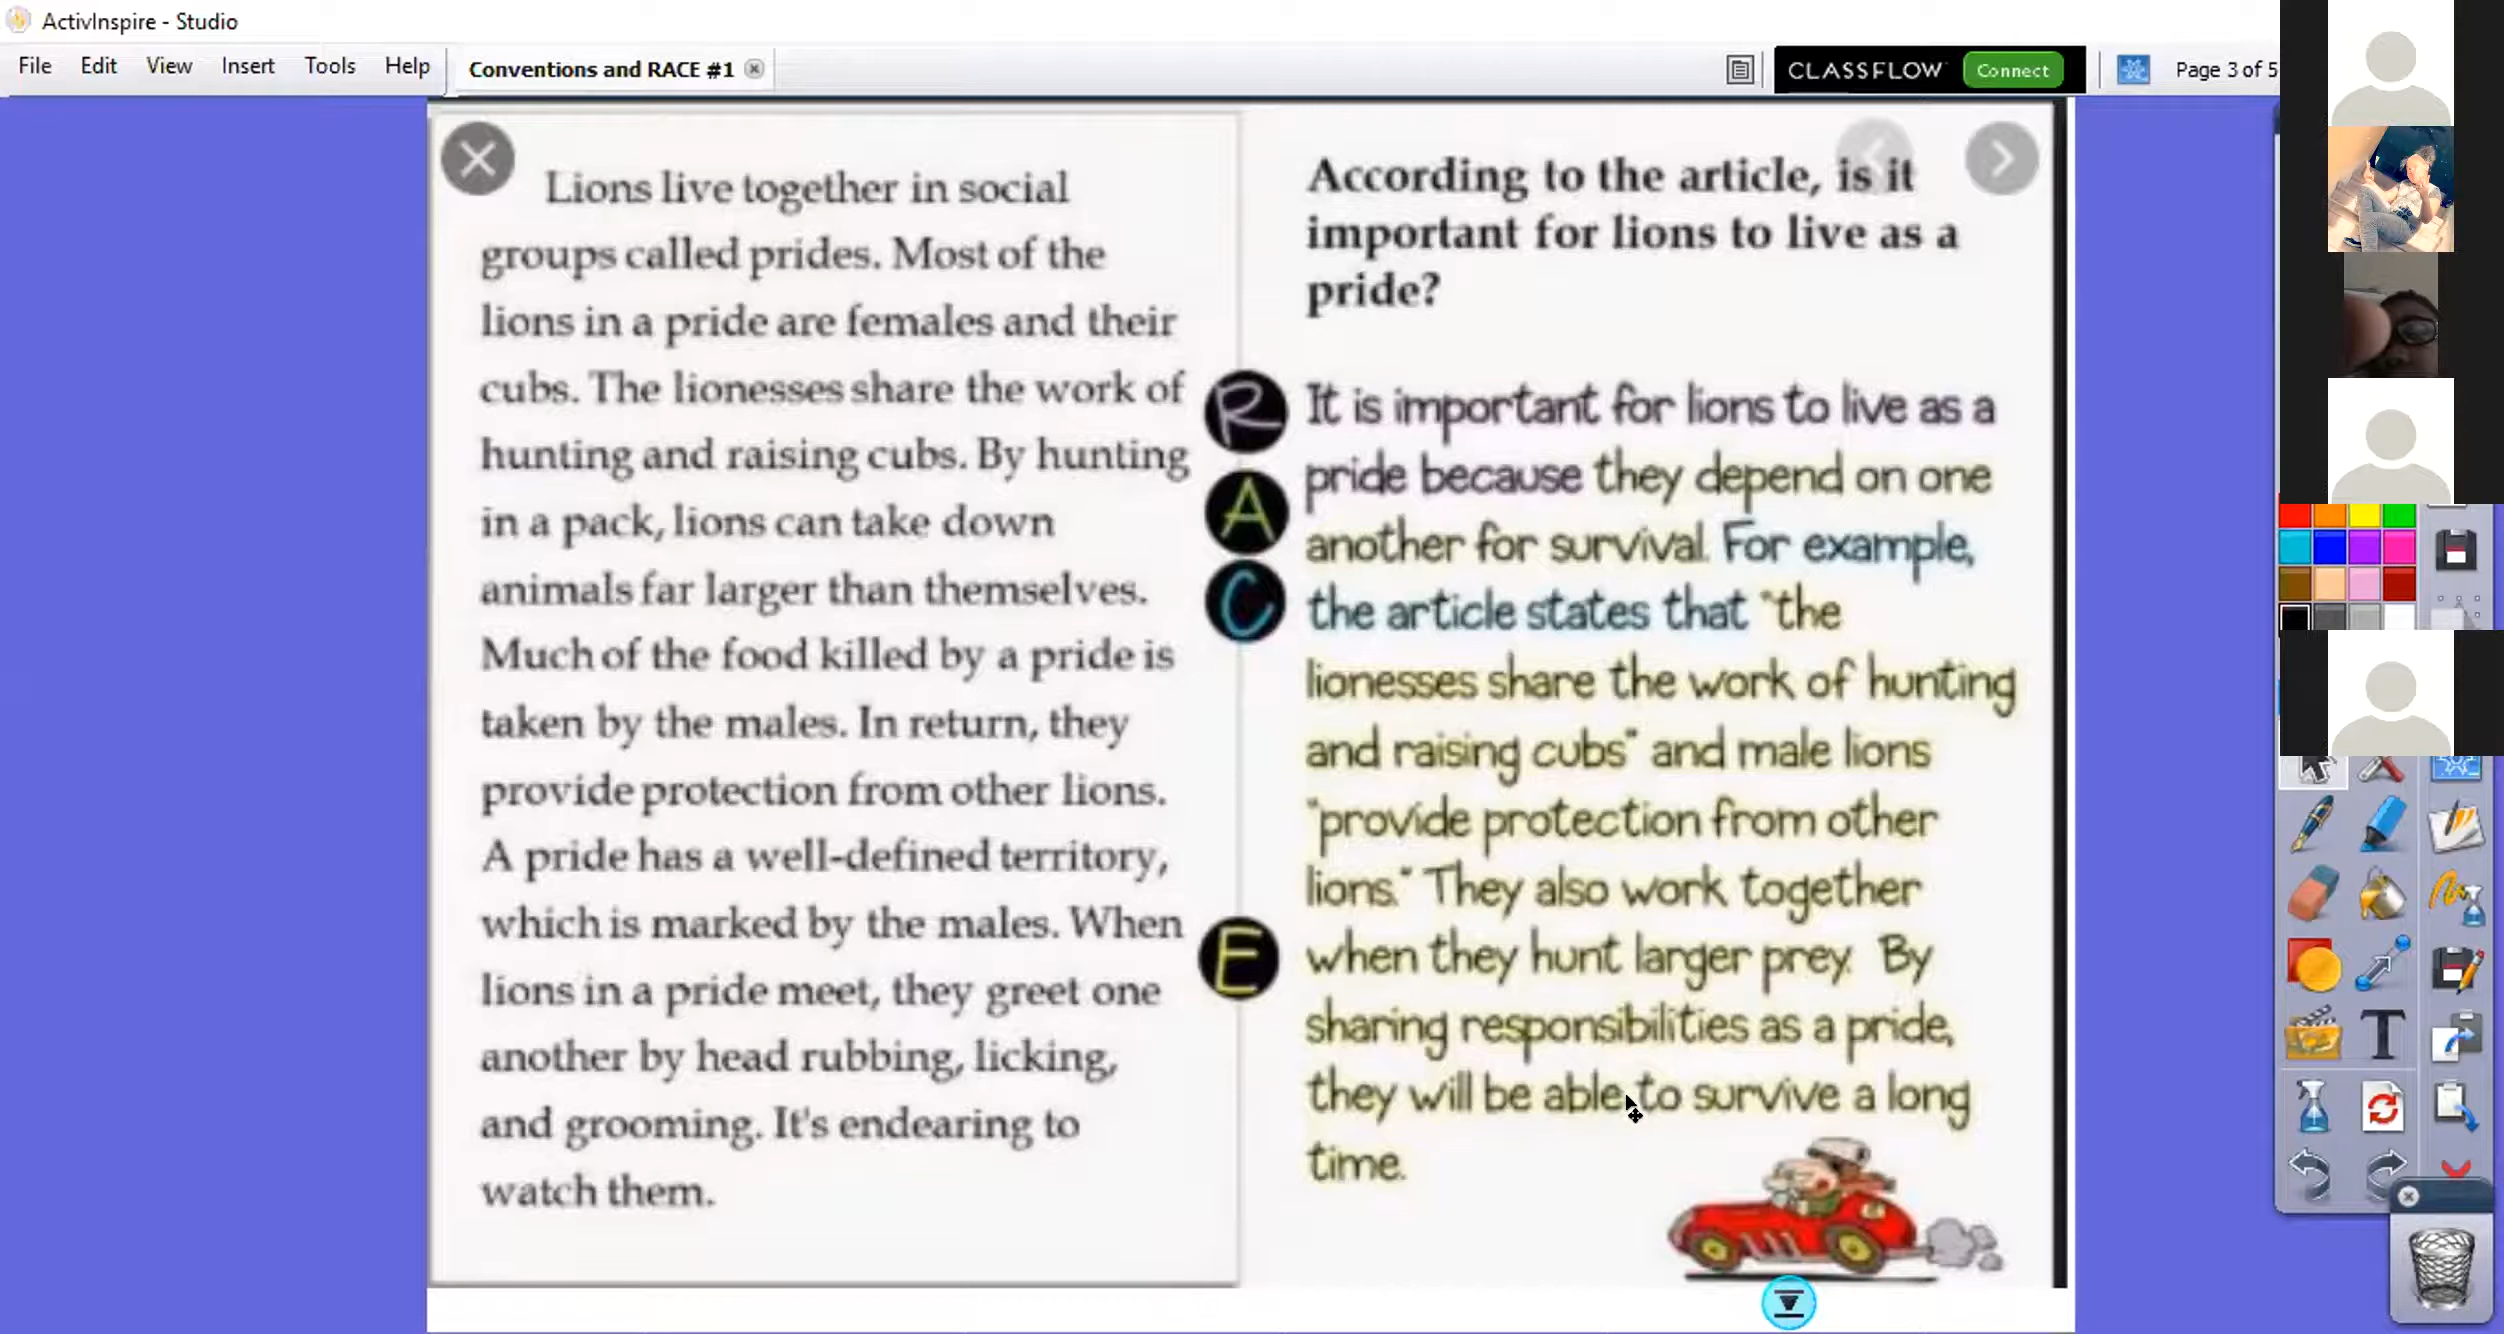 ActivInspire - Studio
File Edit View Insert Tools Help
Conventions and RACE #1
CLASSFLOW Connect
Page 3 of 5
Lions live together in social
groups called prides. Most of the
lions in a pride are females and their
cubs. The lionesses share the work of
hunting and raising cubs. By hunting
in a pack, lions can take down
animals far larger than themselves.
Much of the food killed by a pride is
taken by the males. In return, they
provide protection from other lions.
A pride has a well-defined territory,
which is marked by the males. When
lions in a pride meet, they greet one
another by head rubbing, licking,
and grooming. It's endearing to
watch them.
According to the article, is it
important for lions to live as a
pride?
R
A
C
E
It is important for lions to live as a
pride because they depend on one
another for survival. For example,
the article states that "the
lionesses share the work of hunting
and raising cubs" and male lions
"provide protection from other
lions." They also work together
when they hunt larger prey. By
sharing responsibilities as a pride,
they will be able to survive a long
time.
T